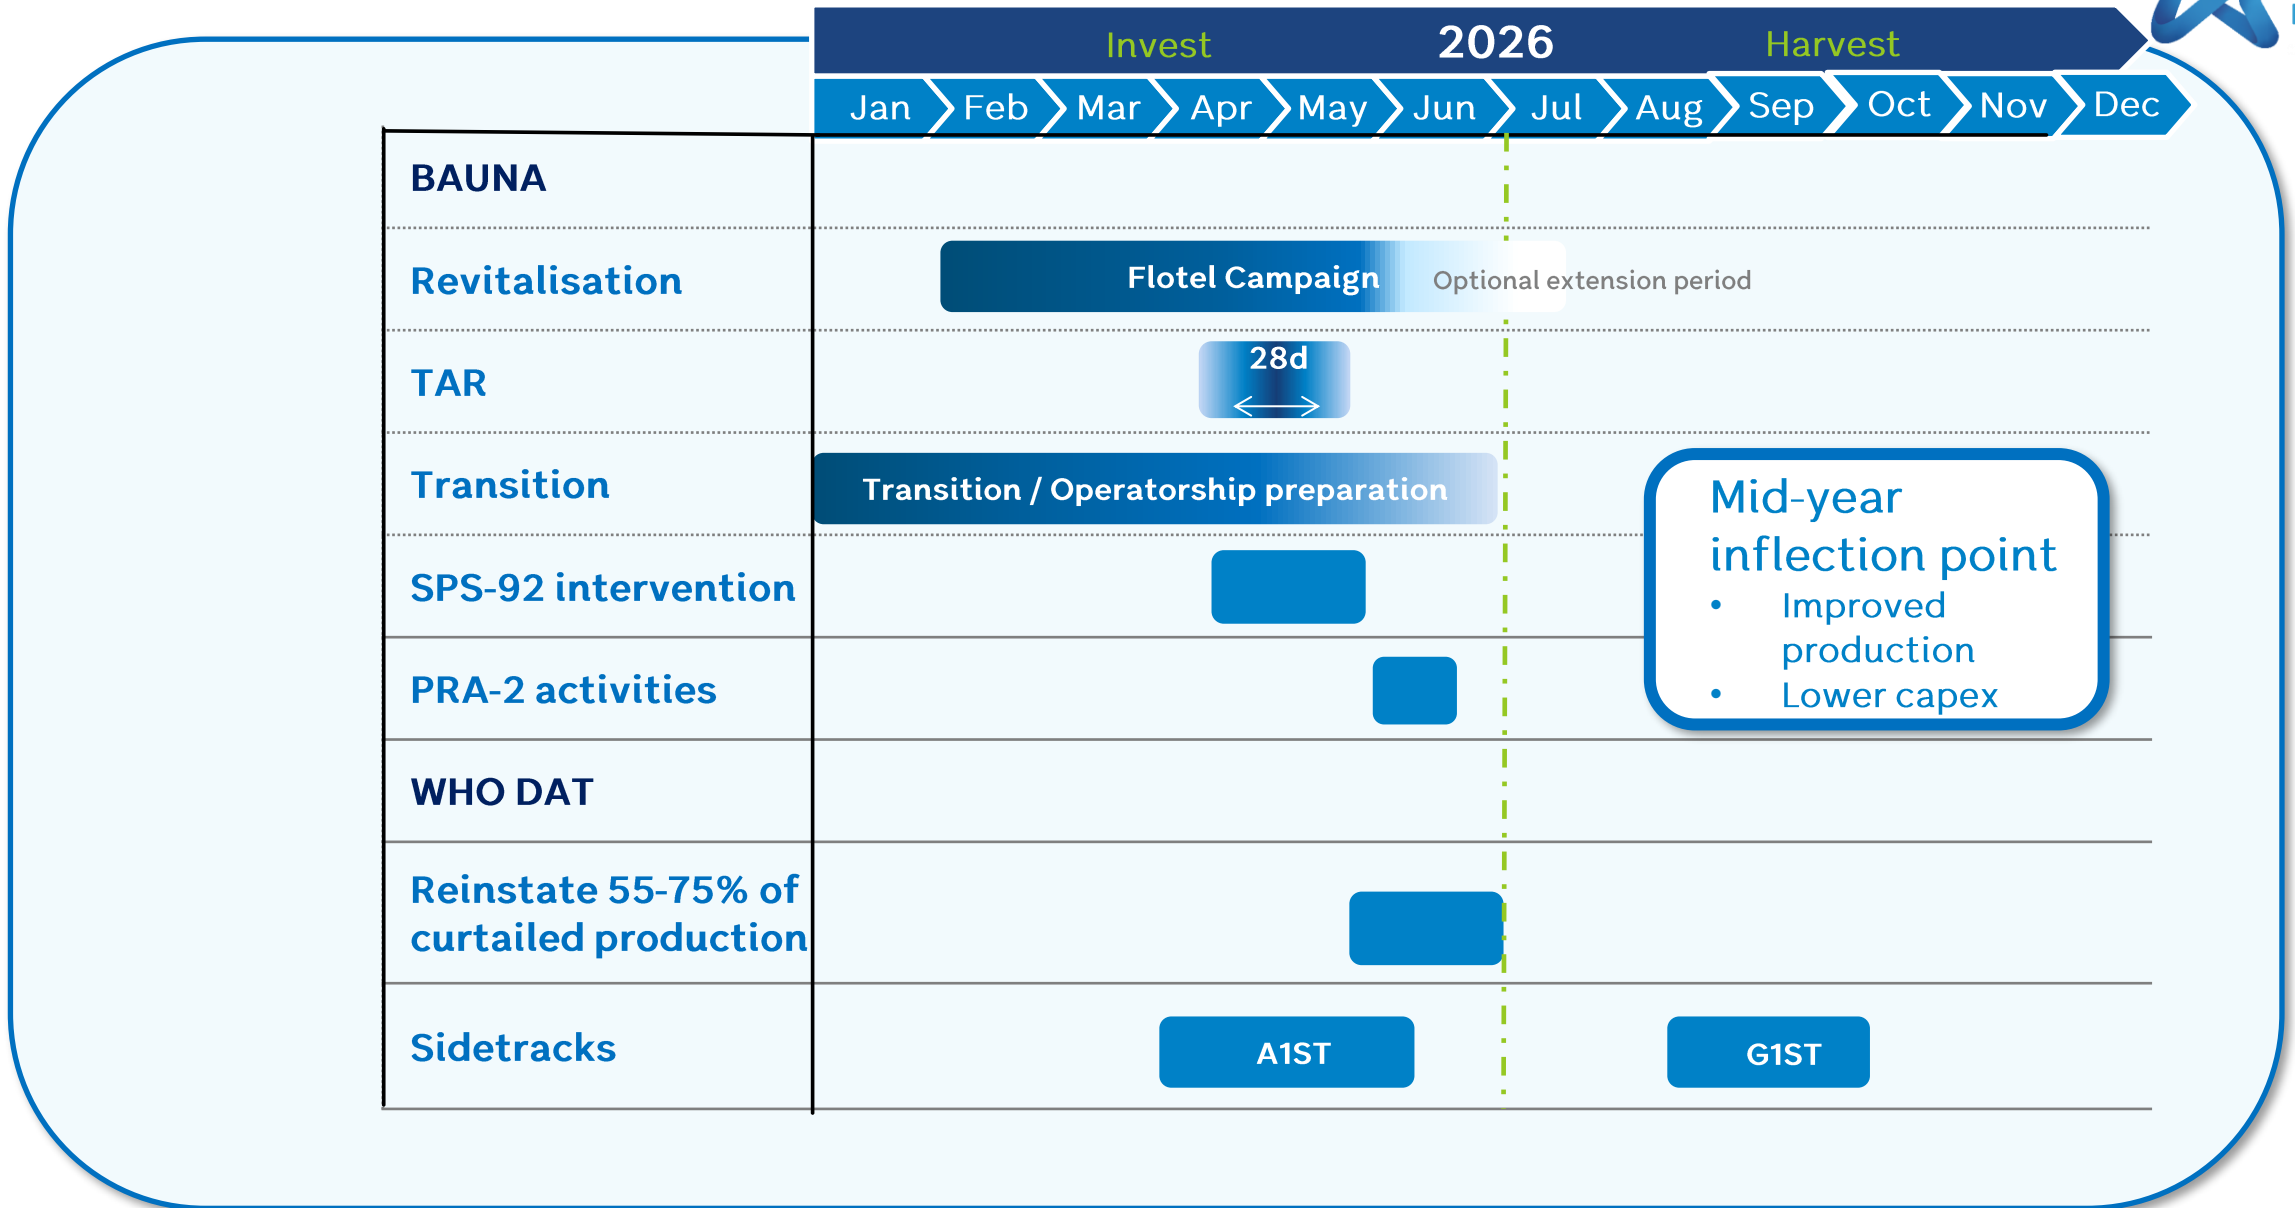 Invest 2026 Harvest
Jan Feb Mar Apr May Jun Jul Aug Sep Oct Nov Dec
BAUNA
Revitalisation
Flotel Campaign
Optional extension period
TAR
28d
Transition
Transition / Operatorship preparation
SPS-92 intervention
PRA-2 activities
Mid-year
inflection point
• Improved
production
• Lower capex
WHO DAT
Reinstate 55-75% of
curtailed production
Sidetracks
A1ST
G1ST